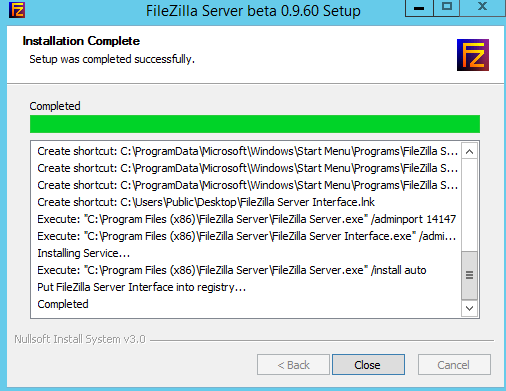 FileZilla Server beta 0.9.60 Setup
Installation Complete
Setup was completed successfully.
Completed
Create shortcut: C:\ProgramData\Microsoft\Windows\Start Menu\Programs\FileZilla S...
Create shortcut: C:\ProgramData\Microsoft\Windows\Start Menu\Programs\FileZilla S...
Create shortcut: C:\ProgramData\Microsoft\Windows\Start Menu\Programs\FileZilla S...
Create shortcut: C:\Users\Public\Desktop\FileZilla Server Interface.lnk
Execute: "C:\Program Files (x86)\FileZilla Server\FileZilla Server.exe" /adminport 14147
Execute: "C:\Program Files (x86)\FileZilla Server\FileZilla Server Interface.exe" /admi...
Installing Service...
Execute: "C:\Program Files (x86)\FileZilla Server\FileZilla Server.exe" /install auto
Put FileZilla Server Interface into registry...
Completed
Nullsoft Install System v3.0
< Back Close Cancel